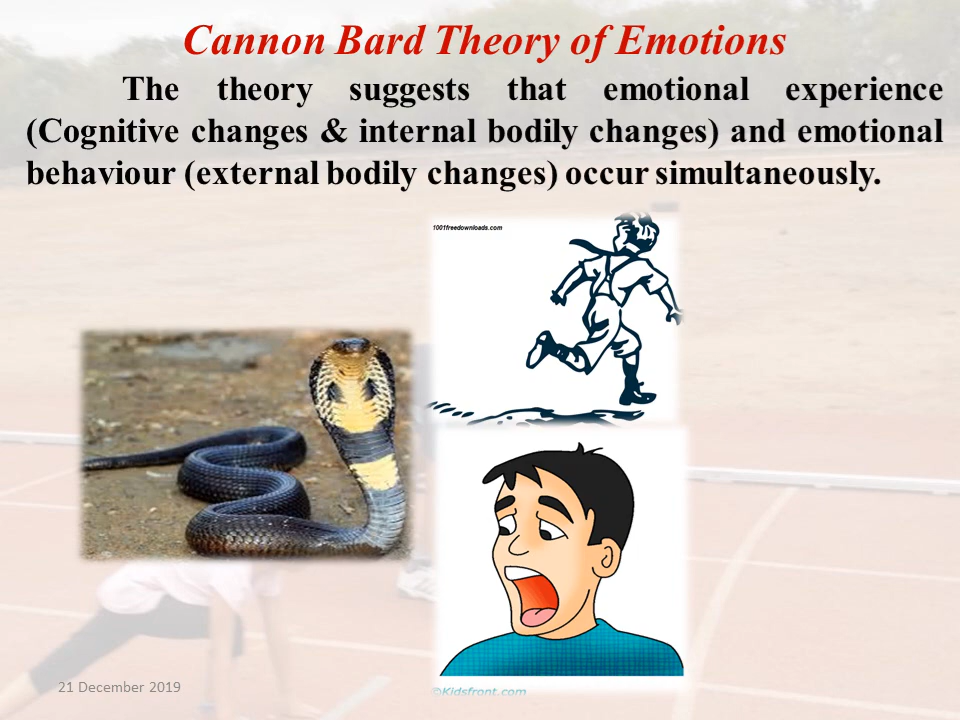 Cannon Bard Theory of Emotions
The theory suggests that emotional experience
(Cognitive changes & internal bodily changes) and emotional
behaviour (external bodily changes) occur simultaneously.
1001freedownloads.com
21 December 2019
©Kidsfront.com